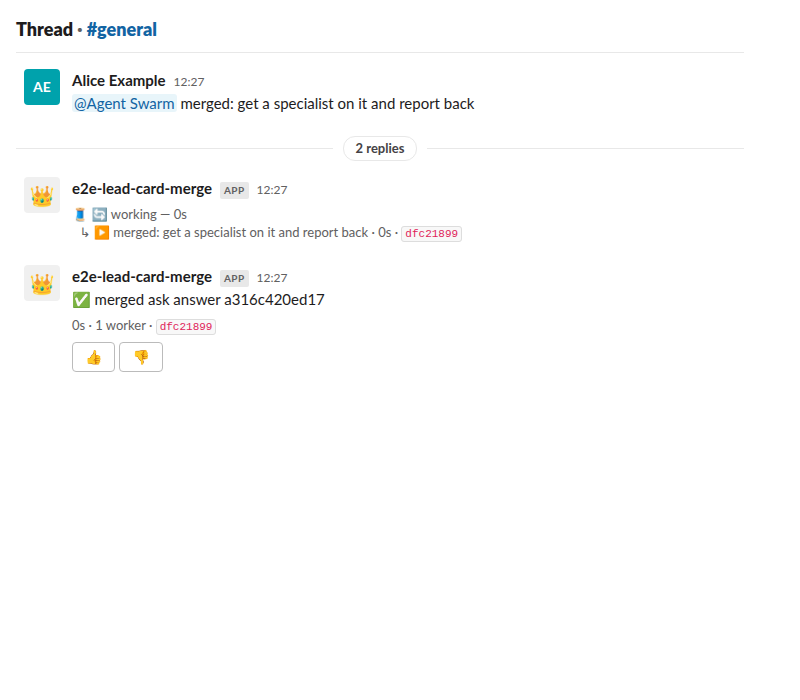 Thread • #general
AE
Alice Example 12:27
@Agent Swarm merged: get a specialist on it and report back
2 replies
e2e-lead-card-merge APP 12:27
🧵 🔄 working — 0s
↳ ▶️ merged: get a specialist on it and report back · 0s · dfc21899
e2e-lead-card-merge APP 12:27
✅ merged ask answer a316c420ed17
0s · 1 worker · dfc21899
👍 👎